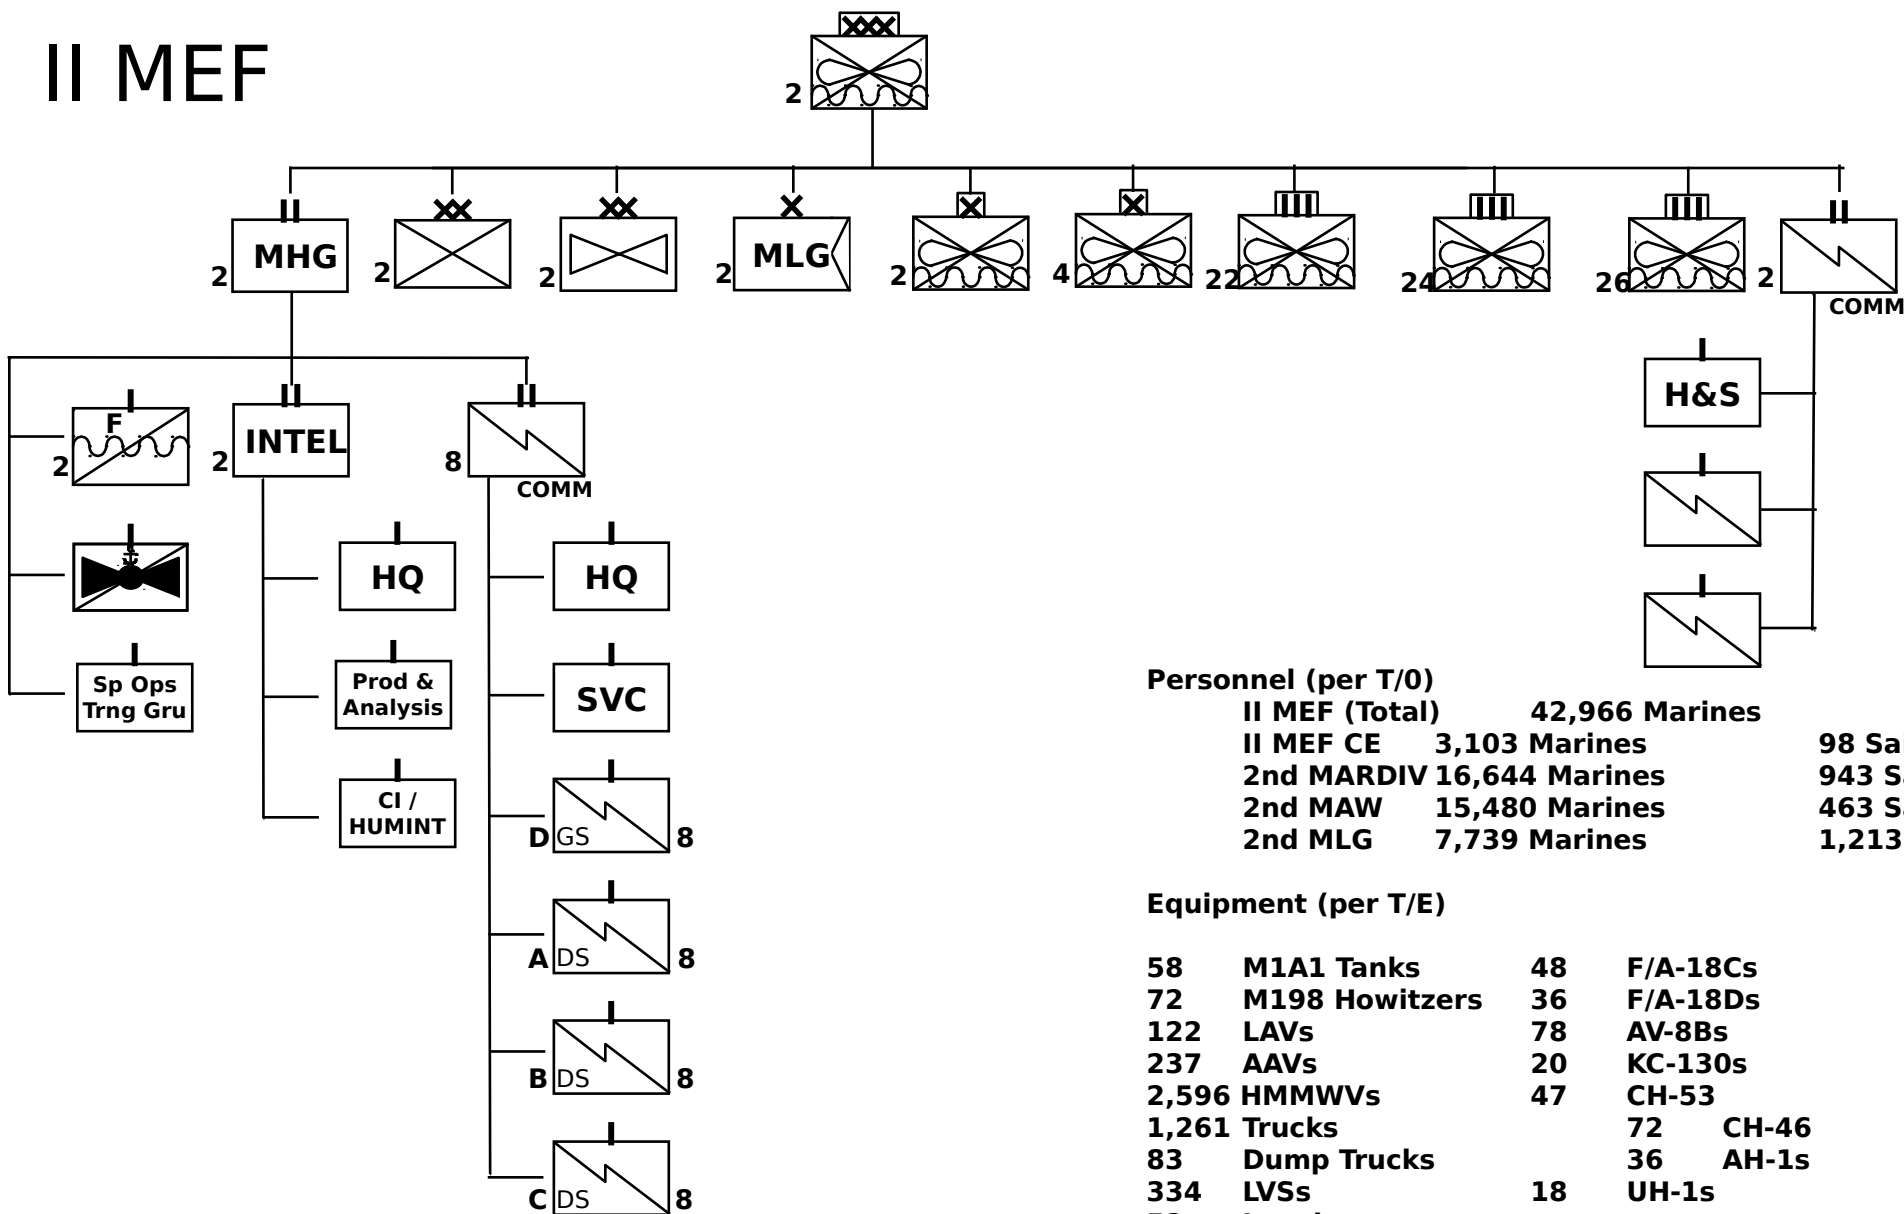 II MEF
2
MHG
2
2
2
MLG
2
2
4
22
24
26
2
COMM
F
2
INTEL
2
8
COMM
H&S
HQ
HQ
Sp Ops
Trng Gru
Prod &
Analysis
SVC
CI /
HUMINT
D GS 8
A DS 8
B DS 8
C DS 8
Personnel (per T/0)
II MEF (Total) 42,966 Marines
II MEF CE 3,103 Marines 98
2nd MARDIV 16,644 Marines 943
2nd MAW 15,480 Marines 463
2nd MLG 7,739 Marines 1,213
Equipment (per T/E)
58 M1A1 Tanks 48 F/A-18Cs
72 M198 Howitzers 36 F/A-18Ds
122 LAVs 78 AV-8Bs
237 AAVs 20 KC-130s
2,596 HMMWVs 47 CH-53
1,261 Trucks 72 CH-46
83 Dump Trucks 36 AH-1s
334 LVSs 18 UH-1s